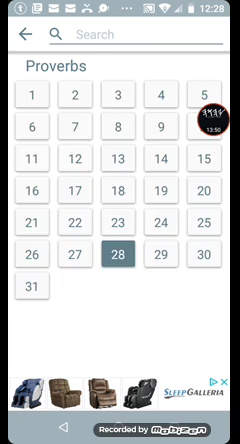 12:28
Search
Proverbs
1 2 3 4 5
6 7 8 9
13:50
11 12 13 14 15
16 17 18 19 20
21 22 23 24 25
26 27 28 29 30
31
SLEEPGALLERIA
Recorded by MOBIZEN